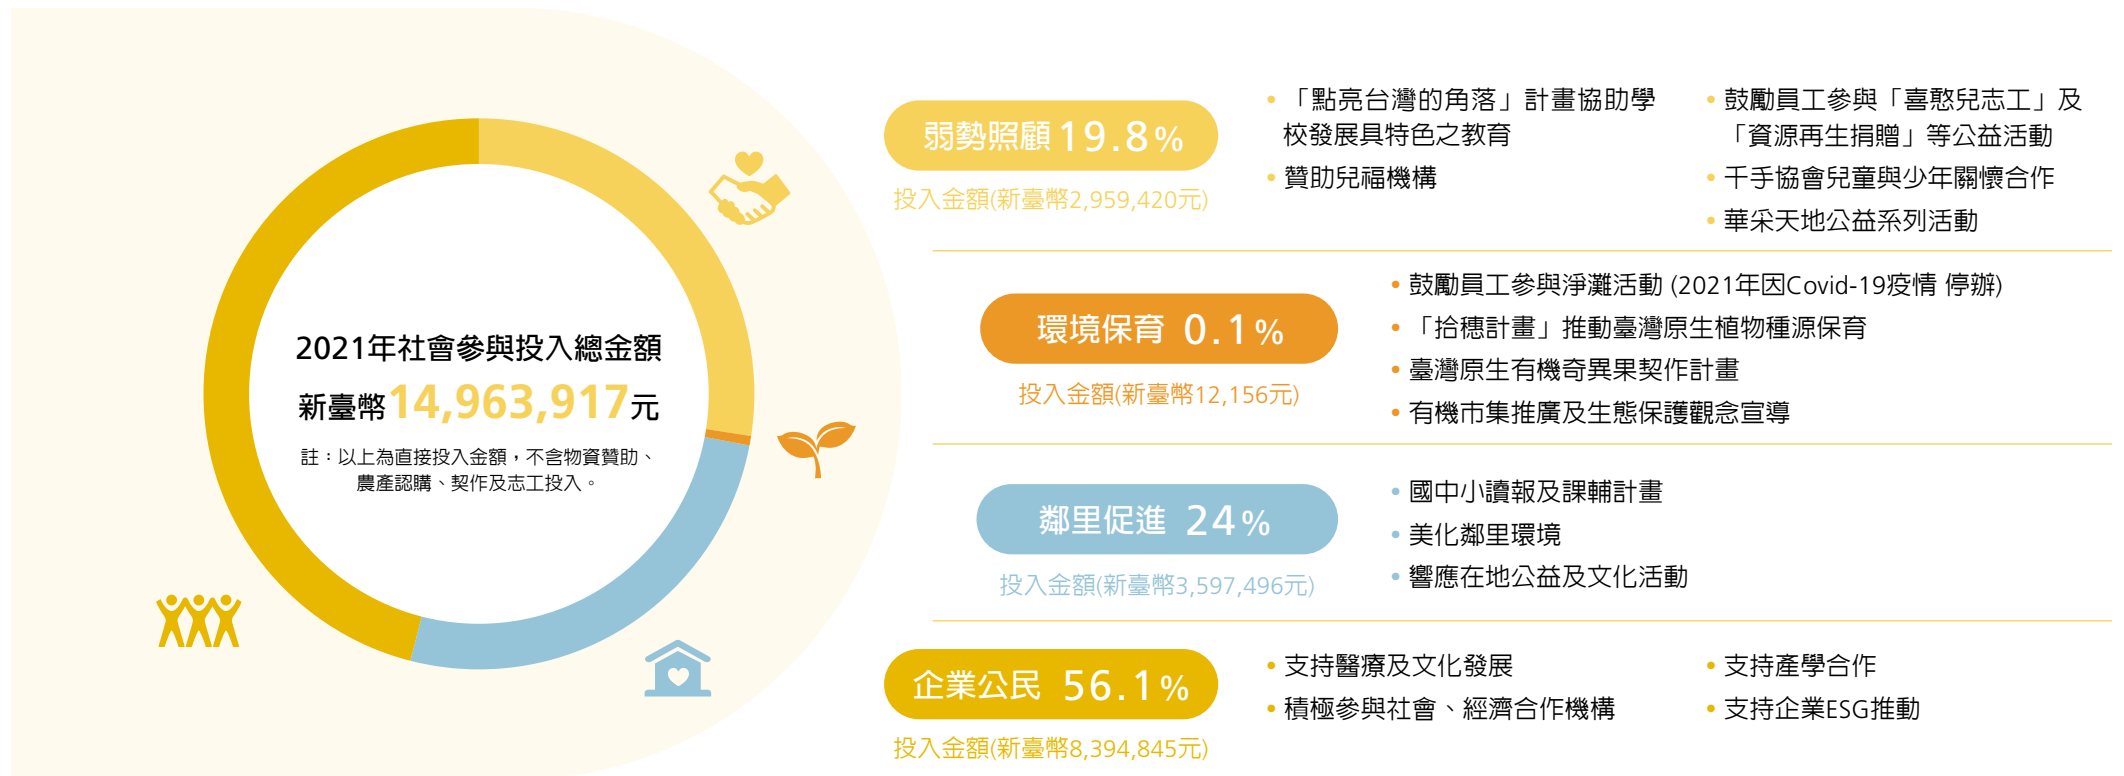 2021年社會參與投入總金額
新臺幣14,963,917元
註：以上為直接投入金額，不含物資贊助、
農產認購、契作及志工投入。
弱勢照顧 19.8%
投入金額(新臺幣2,959,420元)
• 「點亮台灣的角落」計畫協助學
校發展具特色之教育
• 贊助兒福機構
• 鼓勵員工參與「喜憨兒志工」及
「資源再生捐贈」等公益活動
• 千手協會兒童與少年關懷合作
• 華采天地公益系列活動
環境保育 0.1%
投入金額(新臺幣12,156元)
• 鼓勵員工參與淨灘活動 (2021年因Covid-19疫情 停辦)
• 「拾穗計畫」推動臺灣原生植物種源保育
• 臺灣原生有機奇異果契作計畫
• 有機市集推廣及生態保護觀念宣導
鄰里促進 24%
投入金額(新臺幣3,597,496元)
• 國中小讀報及課輔計畫
• 美化鄰里環境
• 響應在地公益及文化活動
企業公民 56.1%
投入金額(新臺幣8,394,845元)
• 支持醫療及文化發展
• 積極參與社會、經濟合作機構
• 支持產學合作
• 支持企業ESG推動